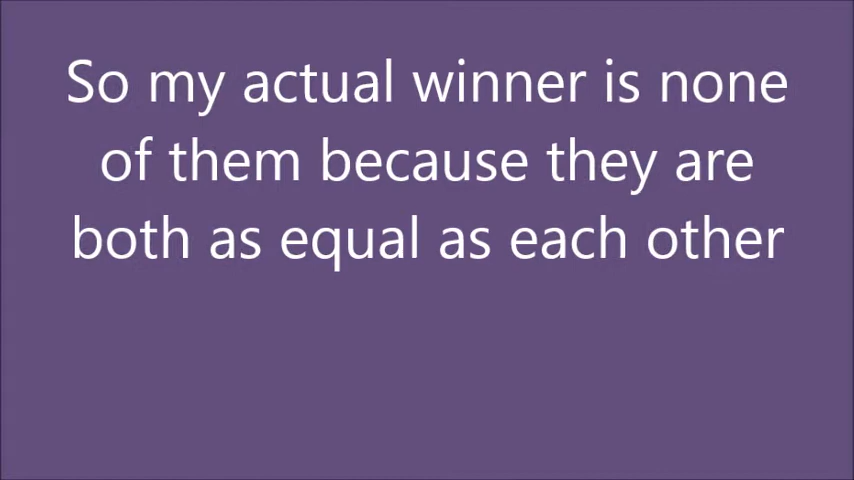 So my actual winner is none
of them because they are
both as equal as each other